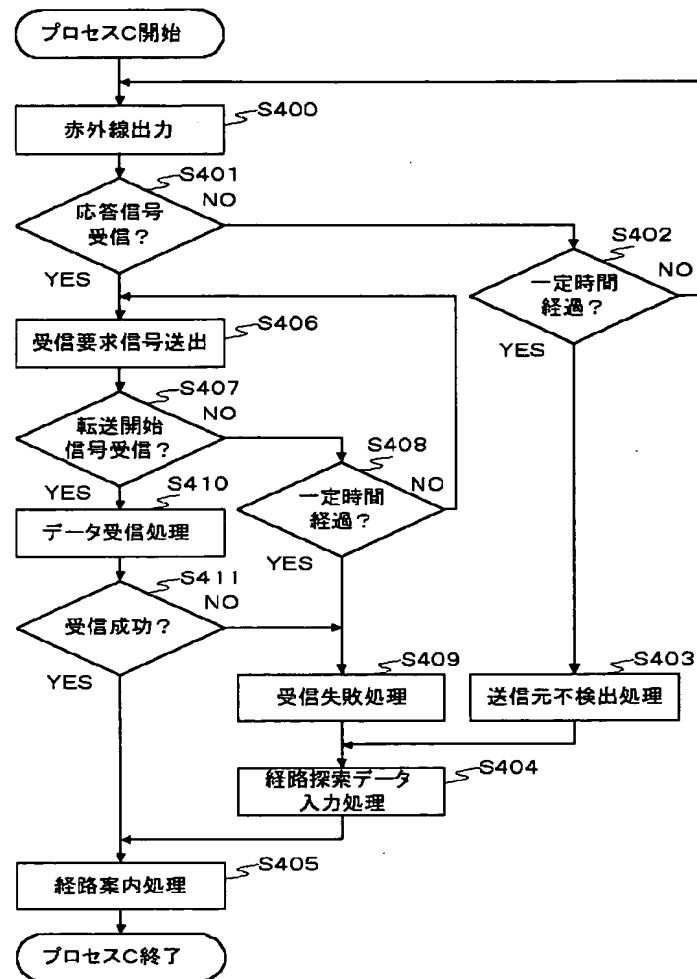 プロセスC開始
S400
赤外線出力
S401
応答信号
受信？
NO
YES
S402
一定時間
経過？
NO
YES
S406
受信要求信号送出
S407
転送開始
信号受信？
NO
YES
S408
一定時間
経過？
NO
YES
S410
データ受信処理
S411
受信成功？
NO
YES
S409
受信失敗処理
S403
送信元不検出処理
S404
経路探索データ
入力処理
S405
経路案内処理
プロセスC終了